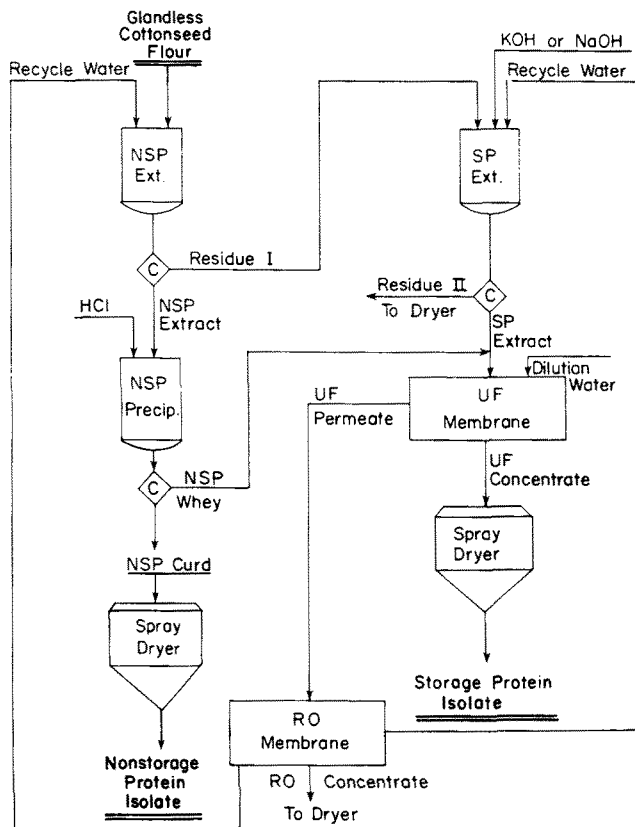 Glandless
Cottonseed
Flour
KOH or NaOH
Recycle Water
Recycle Water
NSP
Ext.
SP
Ext.
C
Residue I
Residue II
To Dryer
C
HCl
NSP
Extract
SP
Extract
NSP
Precip.
Dilution
Water
UF
Permeate
UF
Membrane
C
NSP
Whey
UF
Concentrate
Spray
Dryer
NSP Curd
Spray
Dryer
Storage Protein
Isolate
RO
Membrane
Nonstorage
Protein
Isolate
RO Concentrate
To Dryer